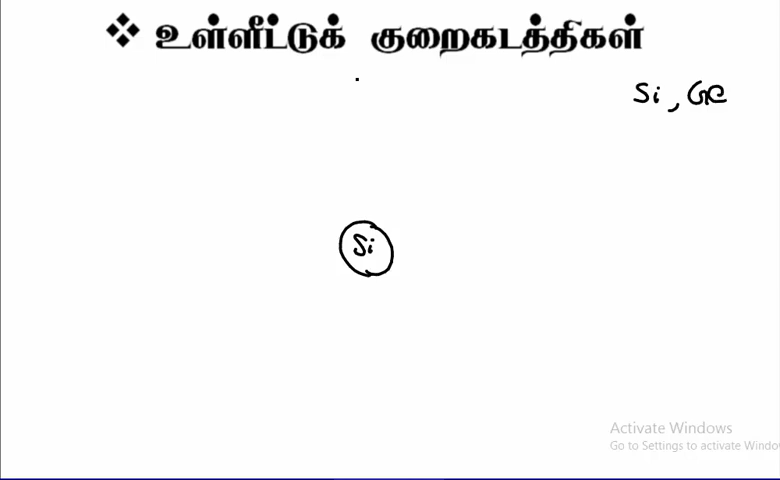 ❖ உள்ளீட்டுக் குறைகடத்திகள்
Si, Ge
Si
Activate Windows
Go to Settings to activate Windo